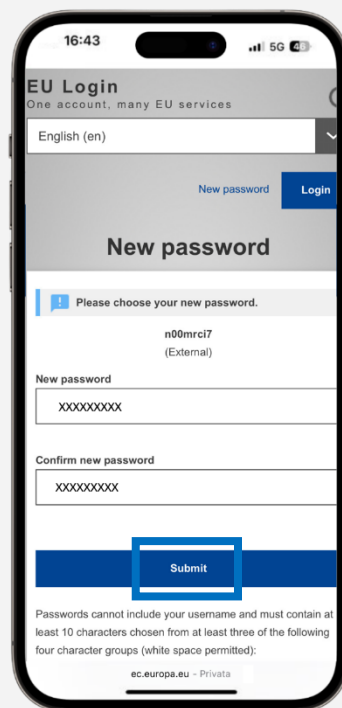 16:43
5G 43
EU Login
One account, many EU services
English (en)
New password Login
New password
Please choose your new password.
n00mrci7
(External)
New password
XXXXXXXXX
Confirm new password
XXXXXXXXX
Submit
Passwords cannot include your username and must contain at
least 10 characters chosen from at least three of the following
four character groups (white space permitted):
ec.europa.eu - Privata